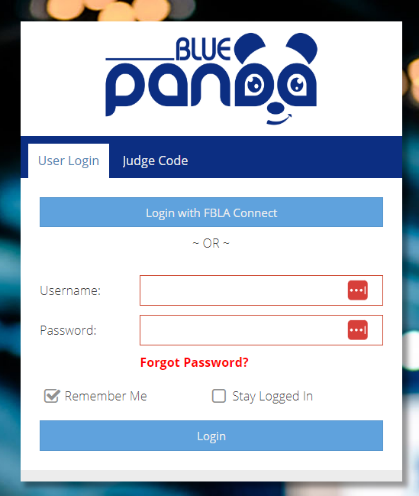 BLUE
panda
User Login Judge Code
Login with FBLA Connect
~ OR ~
Username:
Password:
Forgot Password?
Remember Me Stay Logged In
Login